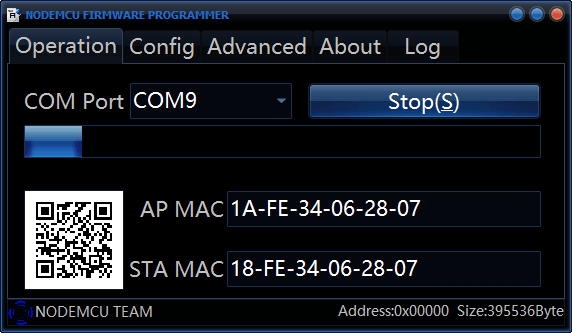 NODEMCU FIRMWARE PROGRAMMER
Operation Config Advanced About Log
COM Port COM9 Stop(S)
AP MAC 1A-FE-34-06-28-07
STA MAC 18-FE-34-06-28-07
NODEMCU TEAM Address:0x00000 Size:395536Byte